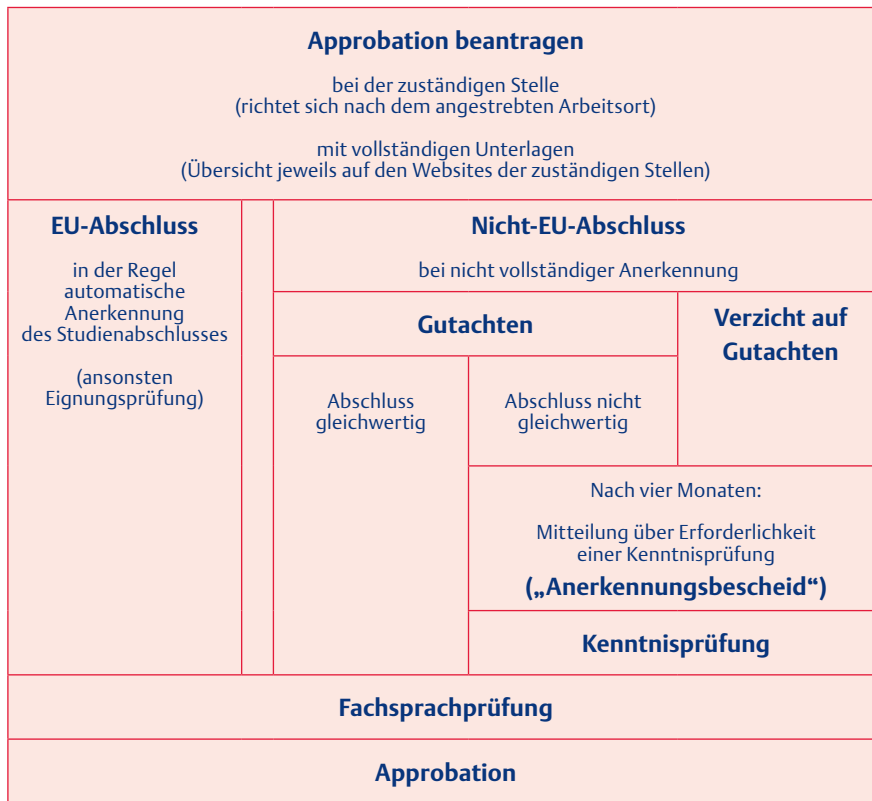 Approbation beantragen
bei der zuständigen Stelle
(richtet sich nach dem angestrebten Arbeitsort)
mit vollständigen Unterlagen
(Übersicht jeweils auf den Websites der zuständigen Stellen)
EU-Abschluss
in der Regel
automatische
Anerkennung
des Studienabschlusses
(ansonsten
Eignungsprüfung)
Nicht-EU-Abschluss
bei nicht vollständiger Anerkennung
Gutachten
Verzicht auf
Gutachten
Abschluss
gleichwertig
Abschluss nicht
gleichwertig
Nach vier Monaten:
Mitteilung über Erforderlichkeit
einer Kenntnisprüfung
(„Anerkennungsbescheid“)
Kenntnisprüfung
Fachsprachprüfung
Approbation